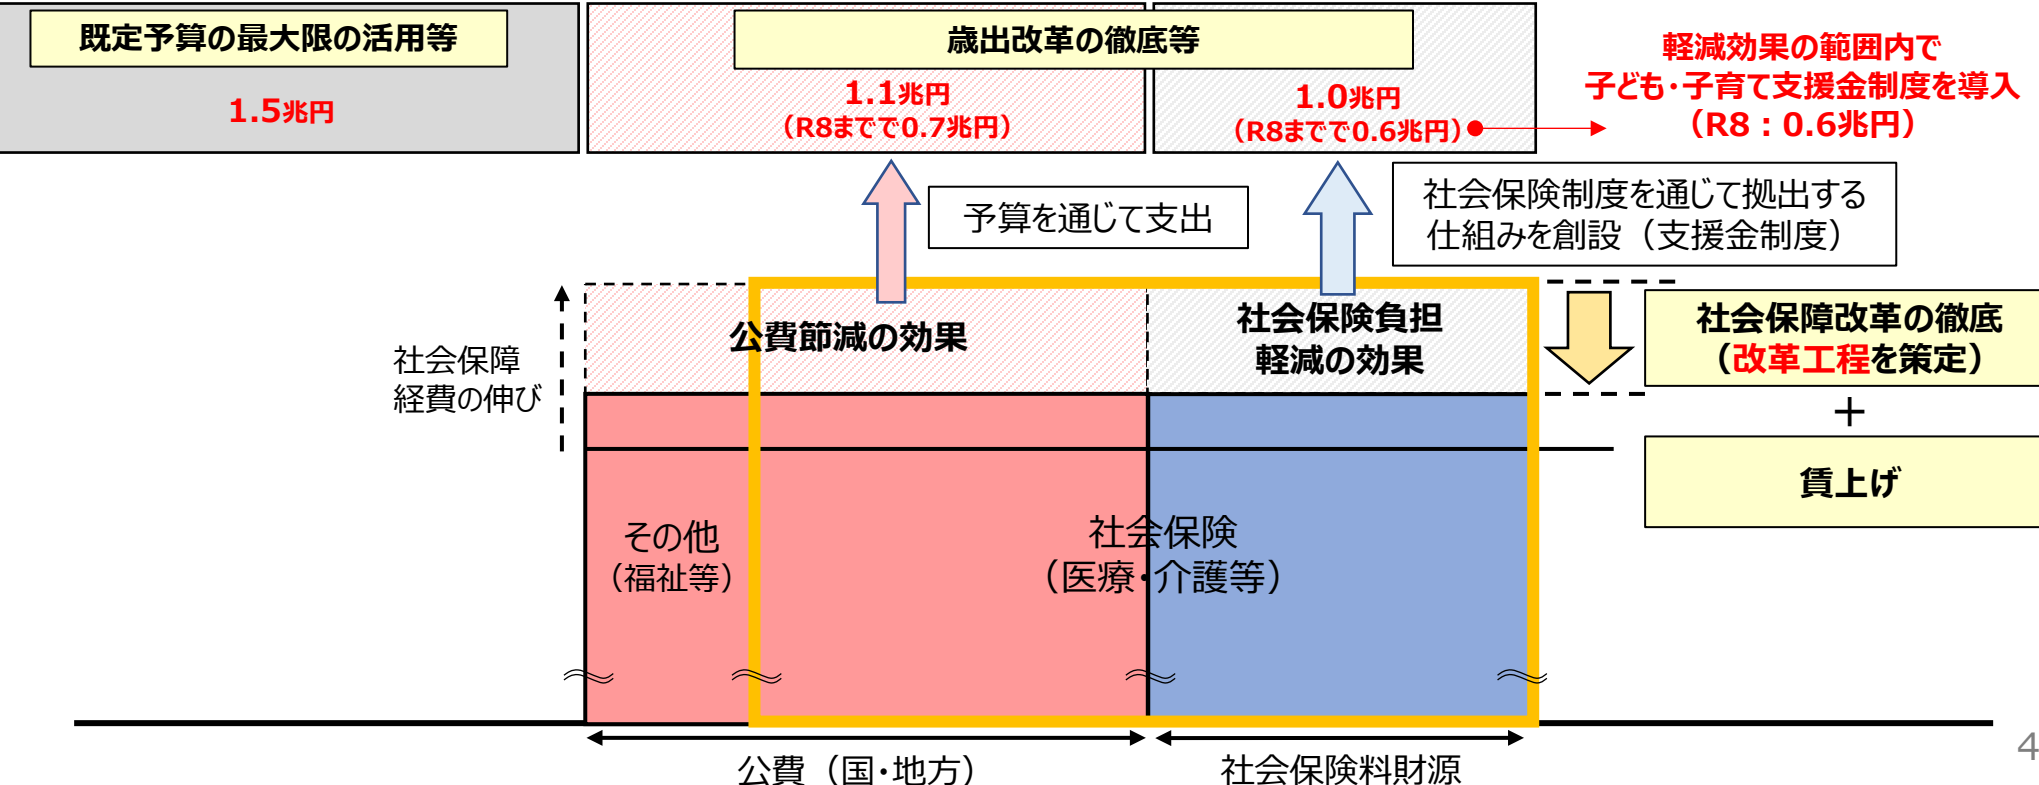 既定予算の最大限の活用等
1.5兆円
歳出改革の徹底等
1.1兆円
（R8までで0.7兆円）
1.0兆円
（R8までで0.6兆円）
軽減効果の範囲内で
子ども・子育て支援金制度を導入
（R8：0.6兆円）
予算を通じて支出
社会保険制度を通じて拠出する
仕組みを創設（支援金制度）
社会保障
経費の伸び
公費節減の効果
社会保険負担
軽減の効果
社会保障改革の徹底
（改革工程を策定）
＋
賃上げ
その他
（福祉等）
社会保険
（医療・介護等）
公費（国・地方）
社会保険料財源
4